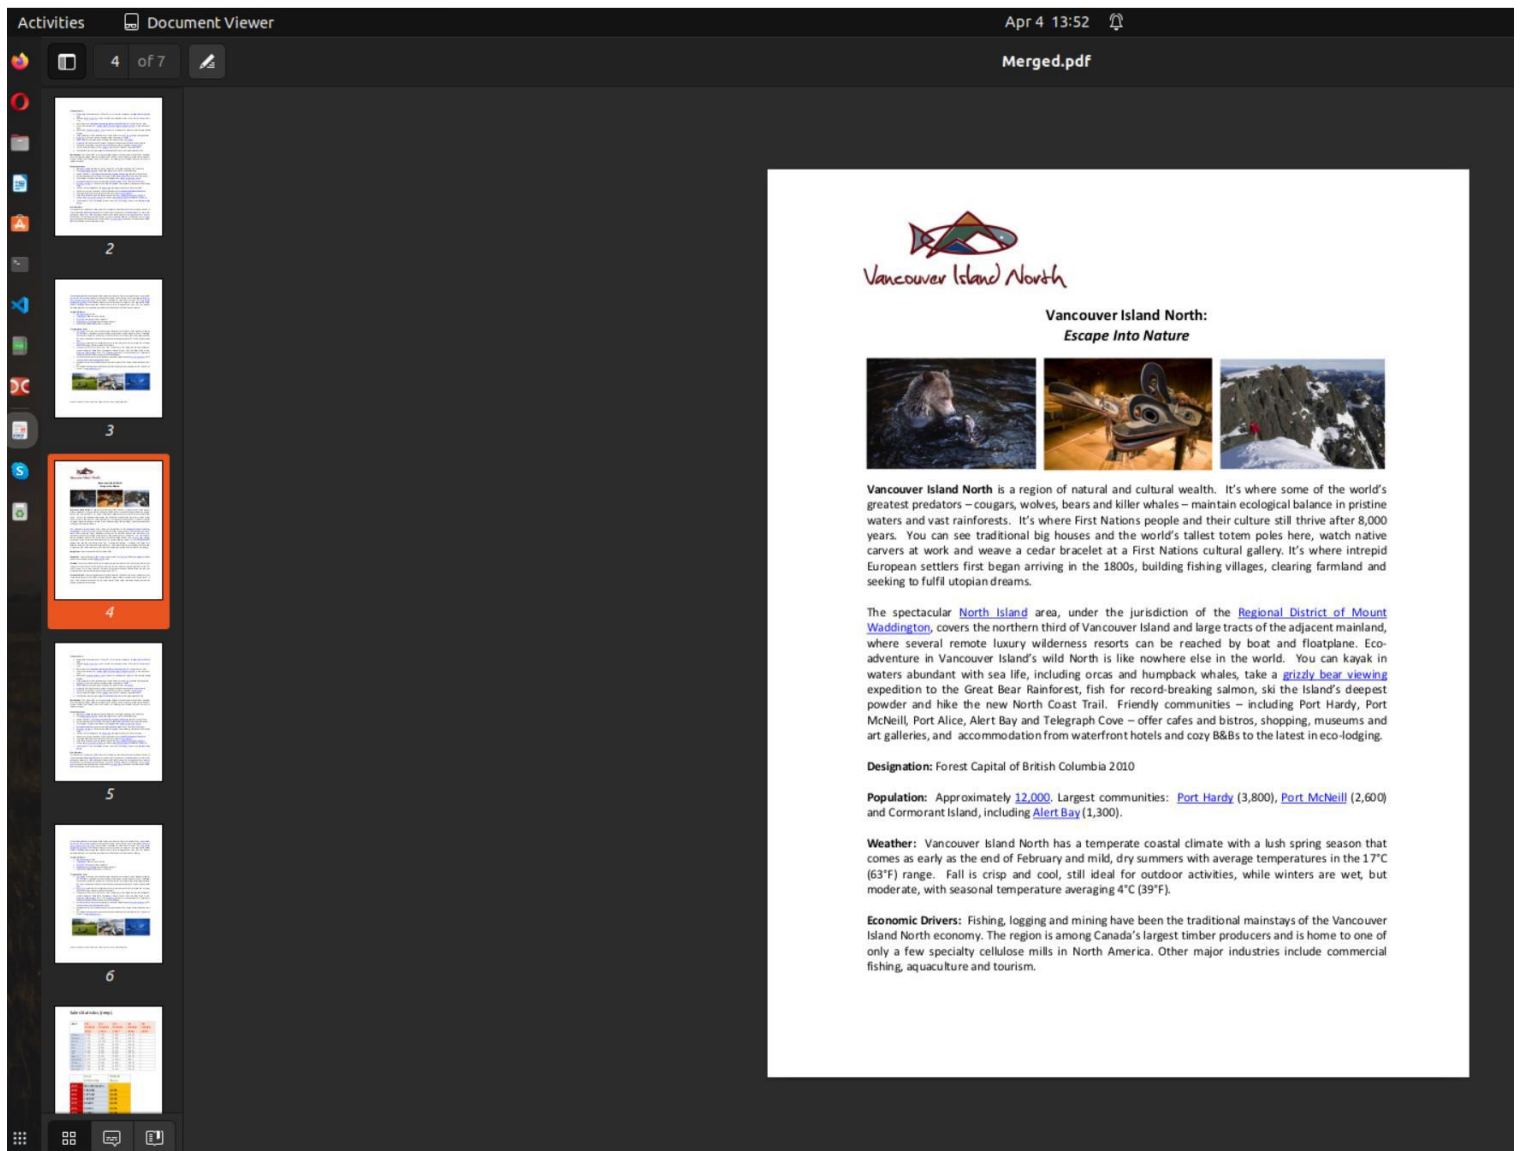 Activities
Document Viewer
Apr 4 13:52
4 of 7
Merged.pdf
2
3
4
5
6
Vancouver Island North
Vancouver Island North:
Escape Into Nature
Vancouver Island North is a region of natural and cultural wealth. It’s where some of the world’s
greatest predators – cougars, wolves, bears and killer whales – maintain ecological balance in pristine
waters and vast rainforests. It’s where First Nations people and their culture still thrive after 8,000
years. You can see traditional big houses and the world’s tallest totem poles here, watch native
carvers at work and weave a cedar bracelet at a First Nations cultural gallery. It’s where intrepid
European settlers first began arriving in the 1800s, building fishing villages, clearing farmland and
seeking to fulfil utopian dreams.
The spectacular North Island area, under the jurisdiction of the Regional District of Mount
Waddington, covers the northern third of Vancouver Island and large tracts of the adjacent mainland,
where several remote luxury wilderness resorts can be reached by boat and floatplane. Eco-
adventure in Vancouver Island’s wild North is like nowhere else in the world. You can kayak in
waters abundant with sea life, including orcas and humpback whales, take a grizzly bear viewing
expedition to the Great Bear Rainforest, fish for record-breaking salmon, ski the Island’s deepest
powder and hike the new North Coast Trail. Friendly communities – including Port Hardy, Port
McNeill, Port Alice, Alert Bay and Telegraph Cove – offer cafes and bistros, shopping, museums and
art galleries, and accommodation from waterfront hotels and cozy B&Bs to the latest in eco-lodging.
Designation: Forest Capital of British Columbia 2010
Population: Approximately 12,000. Largest communities: Port Hardy (3,800), Port McNeill (2,600)
and Cormorant Island, including Alert Bay (1,300).
Weather: Vancouver Island North has a temperate coastal climate with a lush spring season that
comes as early as the end of February and mild, dry summers with average temperatures in the 17°C
(63°F) range. Fall is crisp and cool, still ideal for outdoor activities, while winters are wet, but
moderate, with seasonal temperature averaging 4°C (39°F).
Economic Drivers: Fishing, logging and mining have been the traditional mainstays of the Vancouver
Island North economy. The region is among Canada’s largest timber producers and is home to one of
only a few specialty cellulose mills in North America. Other major industries include commercial
fishing, aquaculture and tourism.